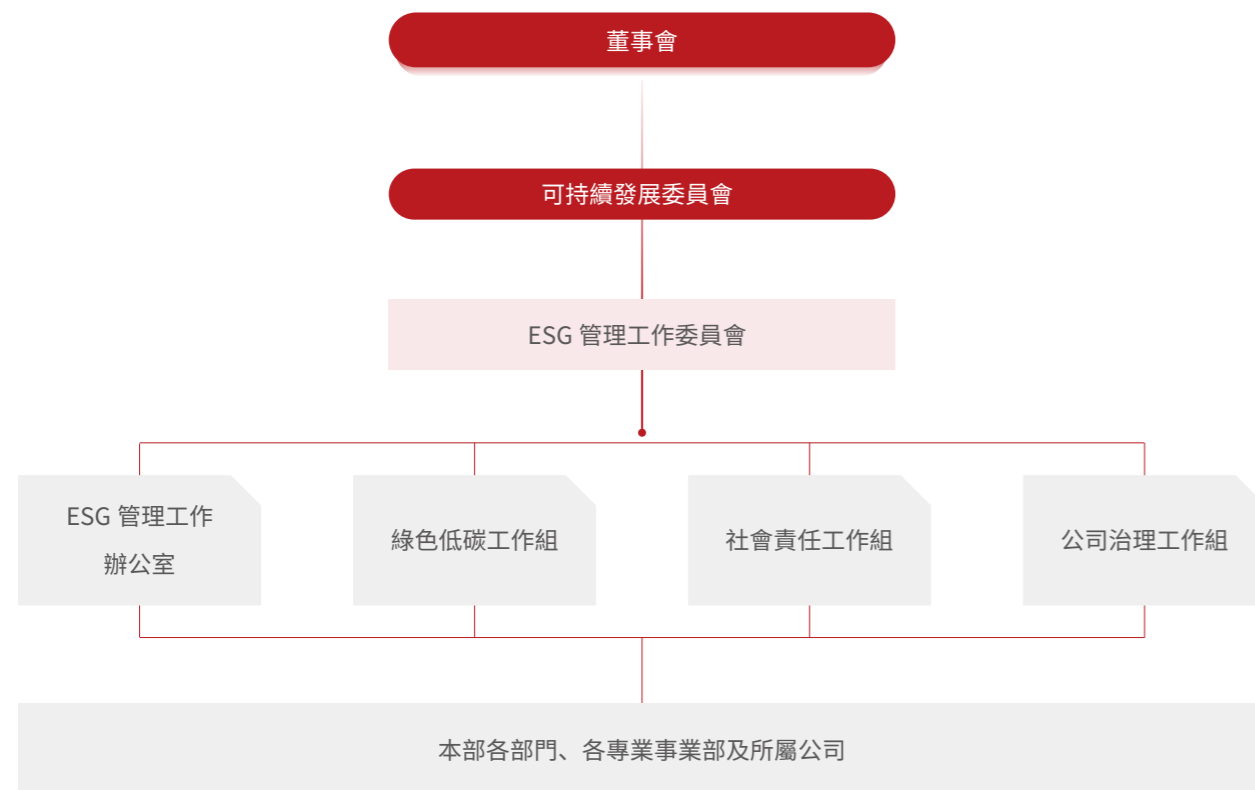 董事會
可持續發展委員會
ESG 管理工作委員會
ESG 管理工作
辦公室
綠色低碳工作組
社會責任工作組
公司治理工作組
本部各部門、各專業事業部及所屬公司